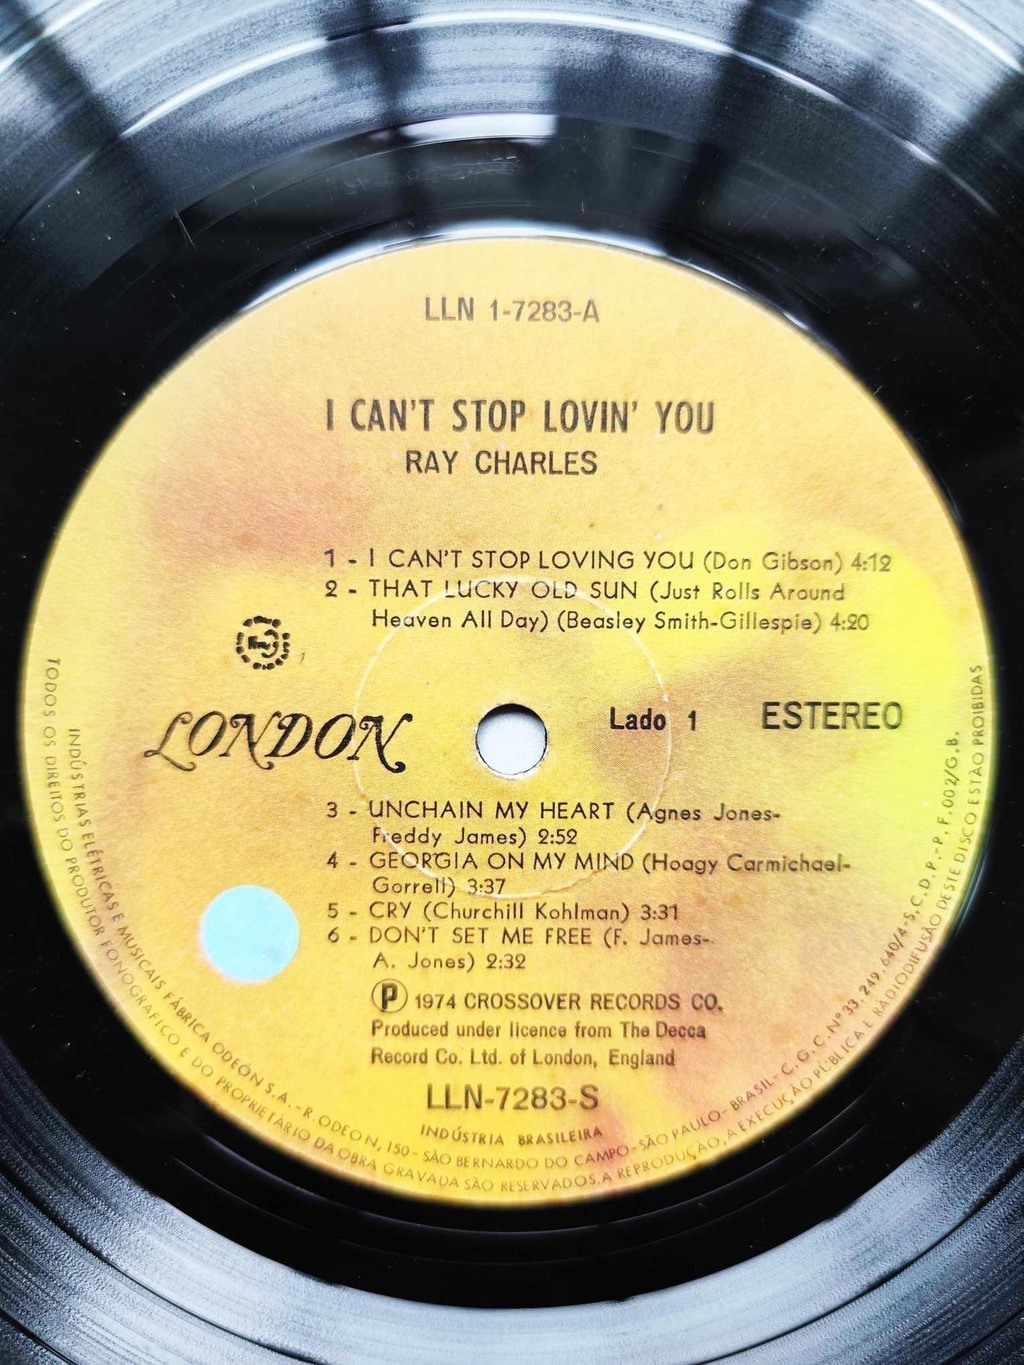 LLN 1-7283-A
I CAN'T STOP LOVIN' YOU
RAY CHARLES
1 - I CAN'T STOP LOVING YOU (Don Gibson) 4:12
2 - THAT LUCKY OLD SUN (Just Rolls Around
Heaven All Day) (Beasley Smith-Gillespie) 4:20
LONDON
Lado 1 ESTEREO
3 - UNCHAIN MY HEART (Agnes Jones-
Freddy James) 2:52
4 - GEORGIA ON MY MIND (Hoagy Carmichael-
Gorrell) 3:37
5 - CRY (Churchill Kohlman) 3:31
6 - DON'T SET ME FREE (F. James-
A. Jones) 2:32
Ⓟ 1974 CROSSOVER RECORDS CO.
Produced under licence from The Decca
Record Co. Ltd. of London, England
LLN-7283-S
INDÚSTRIA BRASILEIRA
INDÚSTRIAS ELÉTRICAS E MUSICAIS FÁBRICA ODEON S.A. - R. ODEON, 150 - SÃO BERNARDO DO CAMPO - SÃO PAULO - BRASIL - C.G.C. Nº 33.249.640/4 - S.C.D.P. - P.F. 002/G.B.
TODOS OS DIREITOS DO PRODUTOR FONOGRÁFICO E DO PROPRIETÁRIO DA OBRA GRAVADA SÃO RESERVADOS. A REPRODUÇÃO, A EXECUÇÃO PÚBLICA E RADIODIFUSÃO DESTE DISCO ESTÃO PROIBIDAS